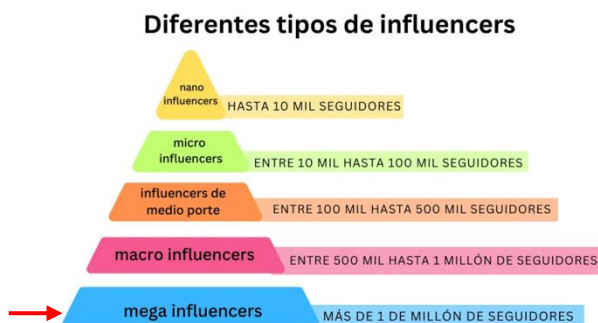 Diferentes tipos de influencers
nano
influencers
HASTA 10 MIL SEGUIDORES
micro
influencers
ENTRE 10 MIL HASTA 100 MIL SEGUIDORES
influencers de
medio porte
ENTRE 100 MIL HASTA 500 MIL SEGUIDORES
macro influencers
ENTRE 500 MIL HASTA 1 MILLÓN DE SEGUIDORES
mega influencers
MÁS DE 1 DE MILLÓN DE SEGUIDORES